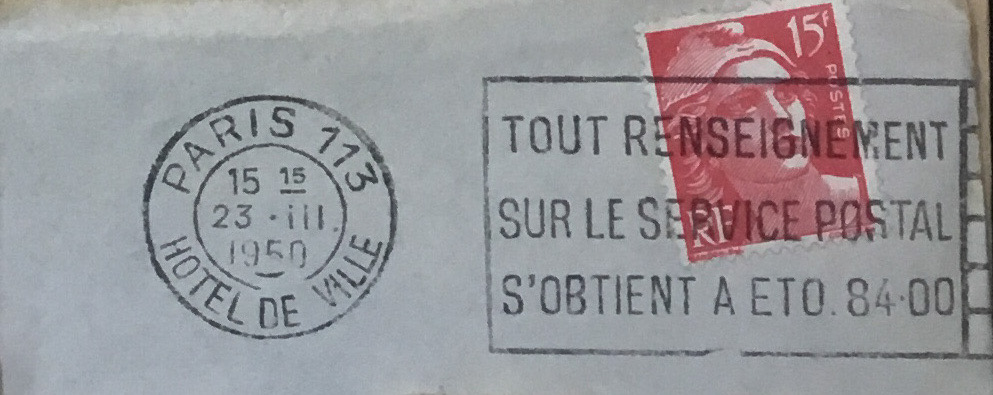 PARIS 113
15 15
23 · III.
1950
HOTEL DE VILLE
15F
POSTES
RF
TOUT RENSEIGNEMENT
SUR LE SERVICE POSTAL
S'OBTIENT A ETO. 84·00